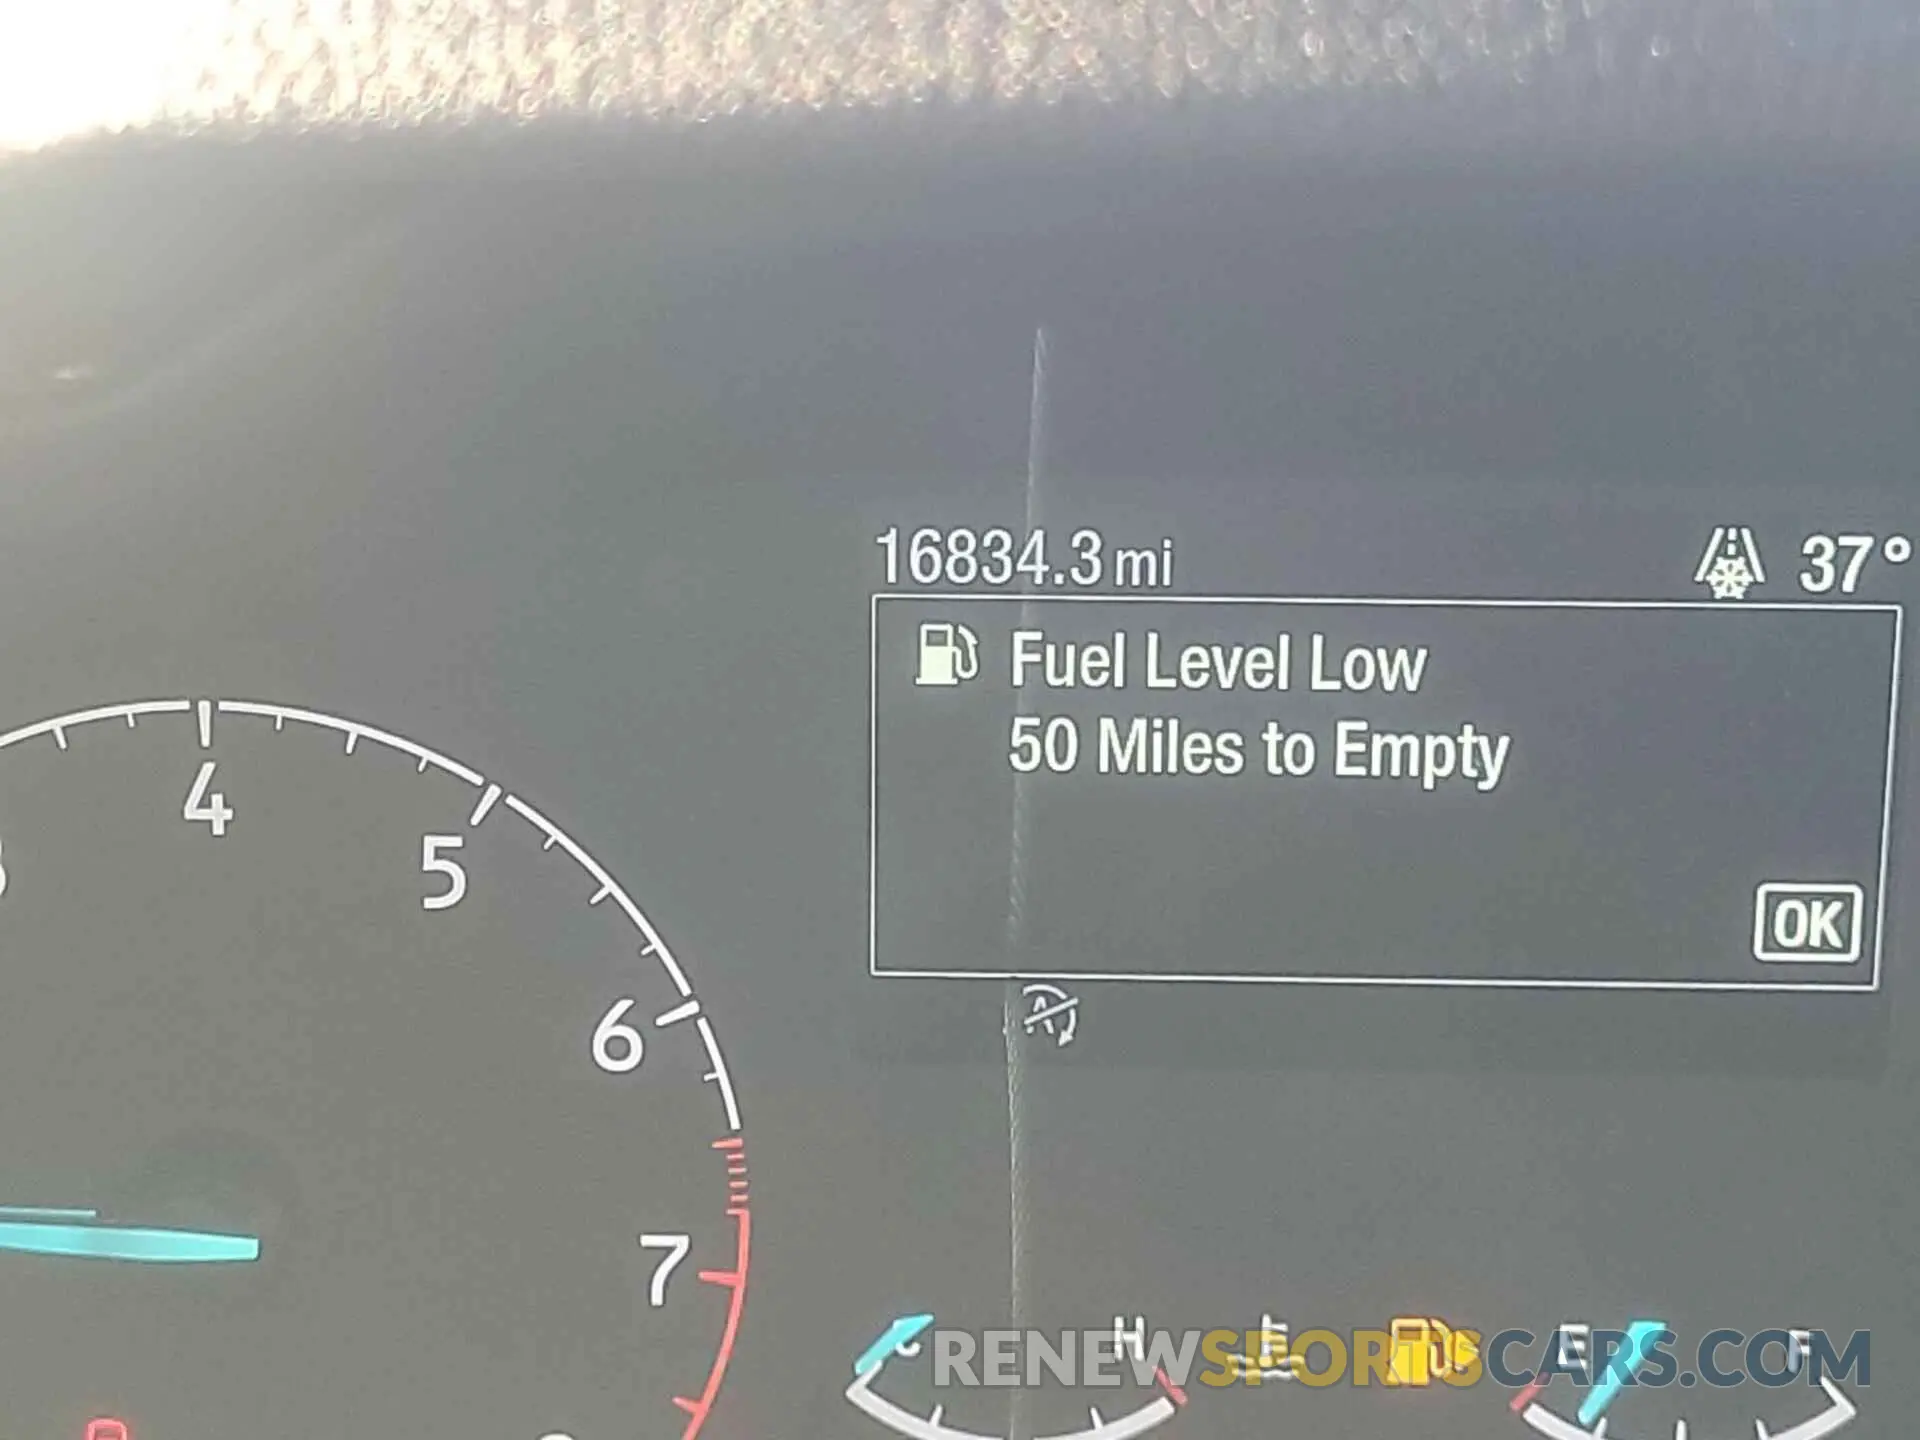 16834.3 mi
37°
Fuel Level Low
50 Miles to Empty
OK
4
5
6
7
C
H
E
F
RENEWSPORTSCARS.COM